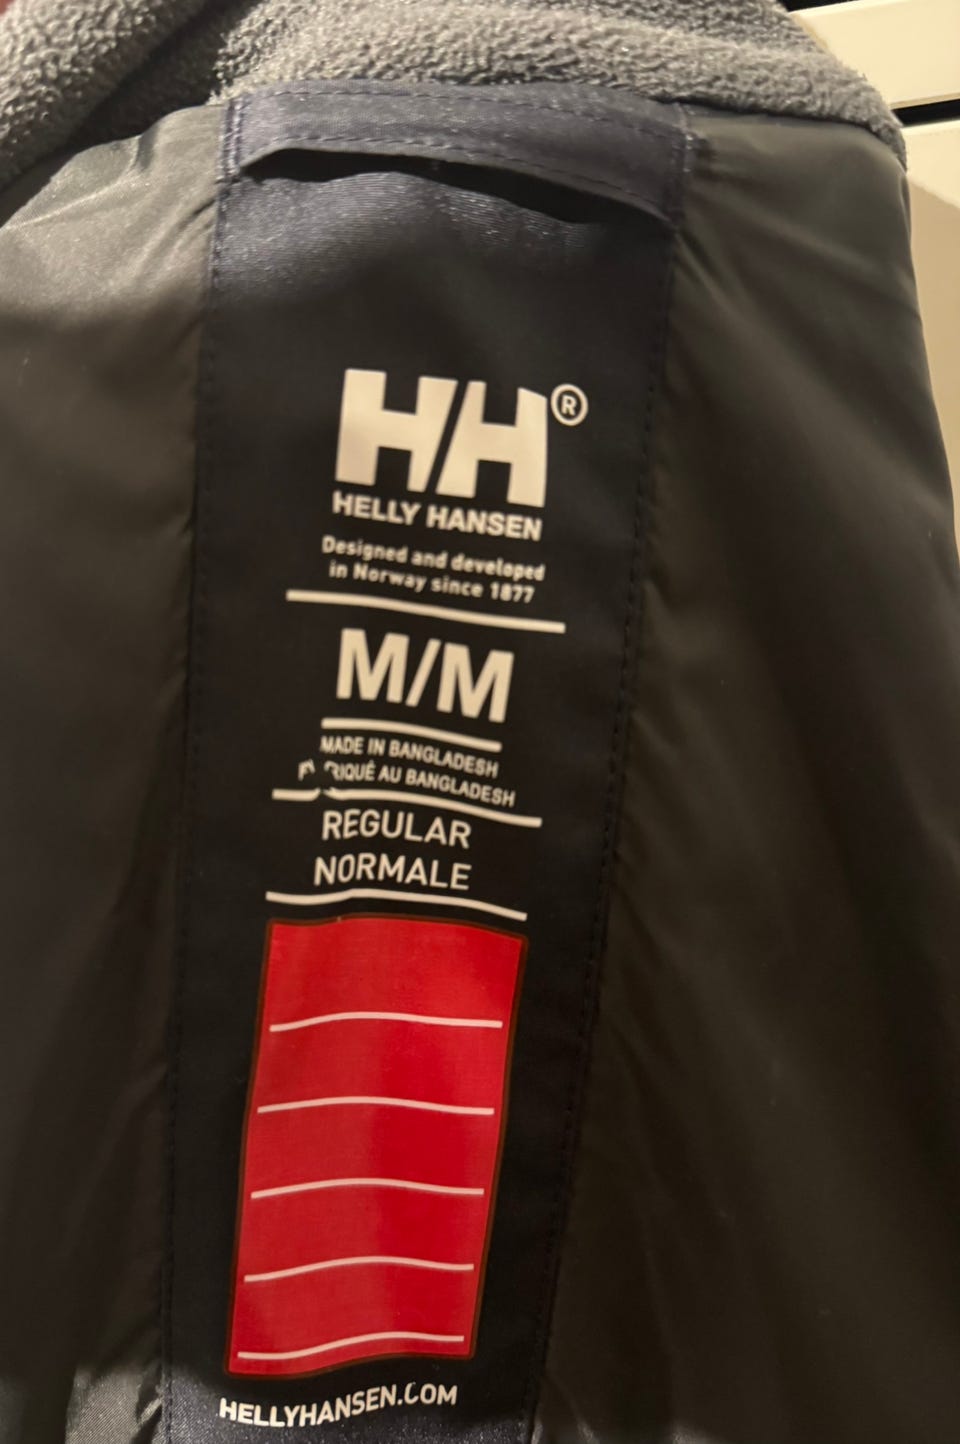 HH®
HELLY HANSEN
Designed and developed
in Norway since 1877
M/M
MADE IN BANGLADESH
AU BANGLADESH
REGULAR
NORMALE
HELLYHANSEN.COM